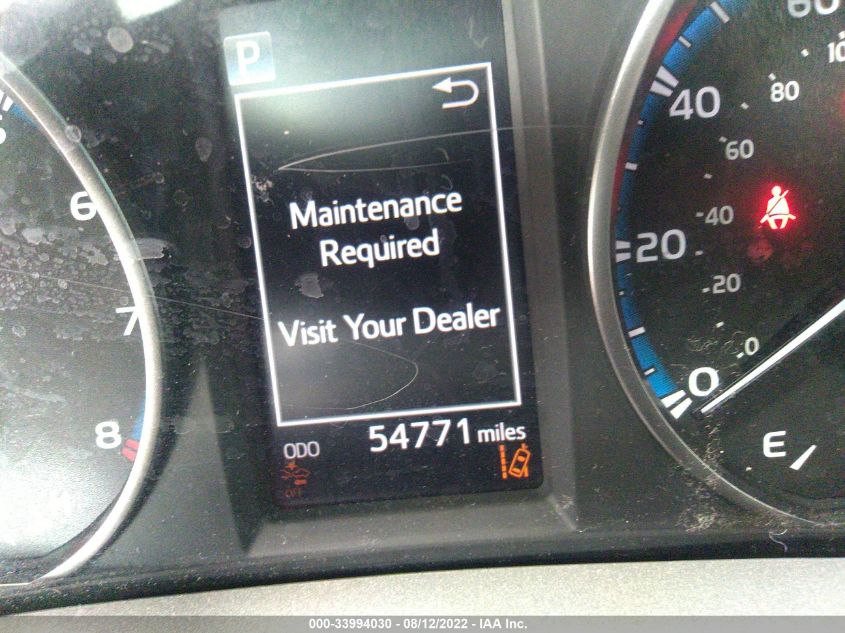 P
Maintenance
Required
Visit Your Dealer
ODO 54771 miles
OFF
6
7
8
60
40
20
0
80
60
40
20
0
E
000-33994030 - 08/12/2022 - IAA Inc.